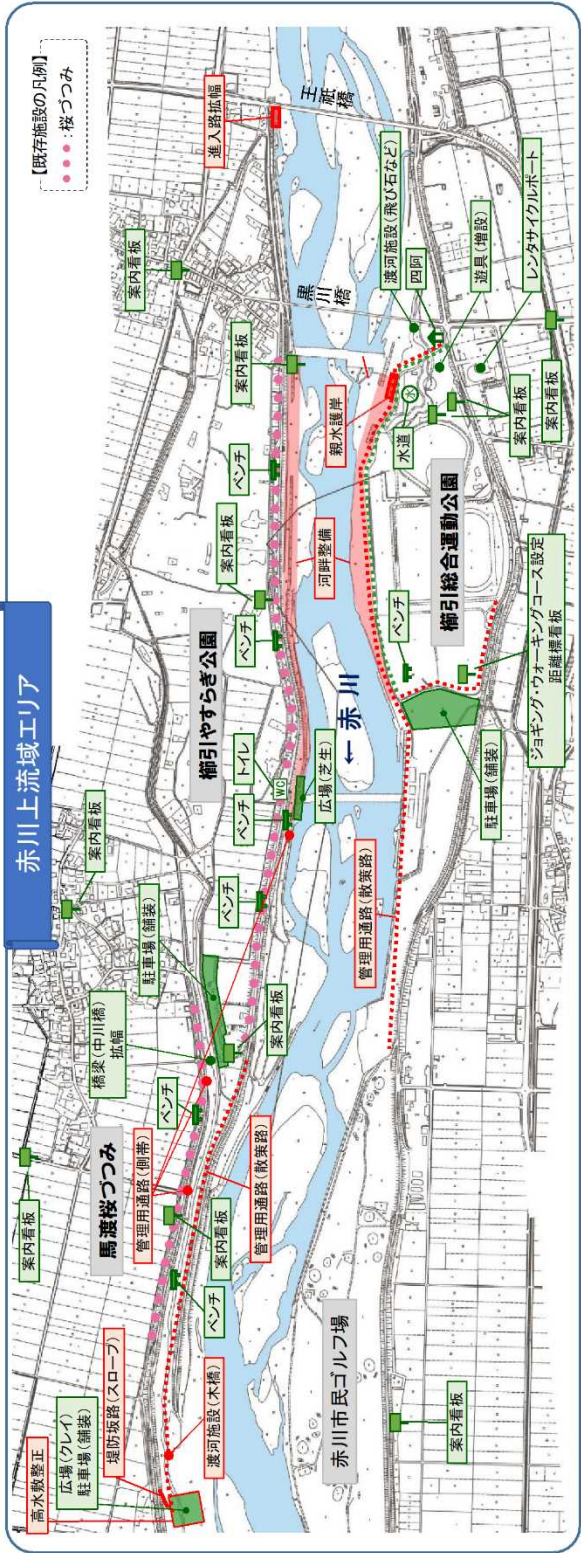 赤川上流域エリア
【既存施設の凡例】
:桜づつみ
高水敷整正
広場(クレイ)
駐車場(舗装)
堤防坂路(スロープ)
渡河施設(木橋)
案内看板
馬渡桜づつみ
管理用通路(側帯)
ベンチ
案内看板
ベンチ
管理用通路(散策路)
橋梁(中川橋)
拡幅
駐車場(舗装)
案内看板
案内看板
ベンチ
ベンチ
トイレ
WC
広場(芝生)
櫛引やすらぎ公園
ベンチ
案内看板
ベンチ
案内看板
案内看板
進入路拡幅
王祇橋
黒川橋
河畔整備
←赤川
管理用通路(散策路)
赤川市民ゴルフ場
案内看板
駐車場(舗装)
ベンチ
ジョギング・ウォーキングコース設定
距離標看板
櫛引総合運動公園
親水護岸
水道
水
渡河施設(飛び石など)
四阿
遊具(増設)
レンタサイクルポート
案内看板
案内看板